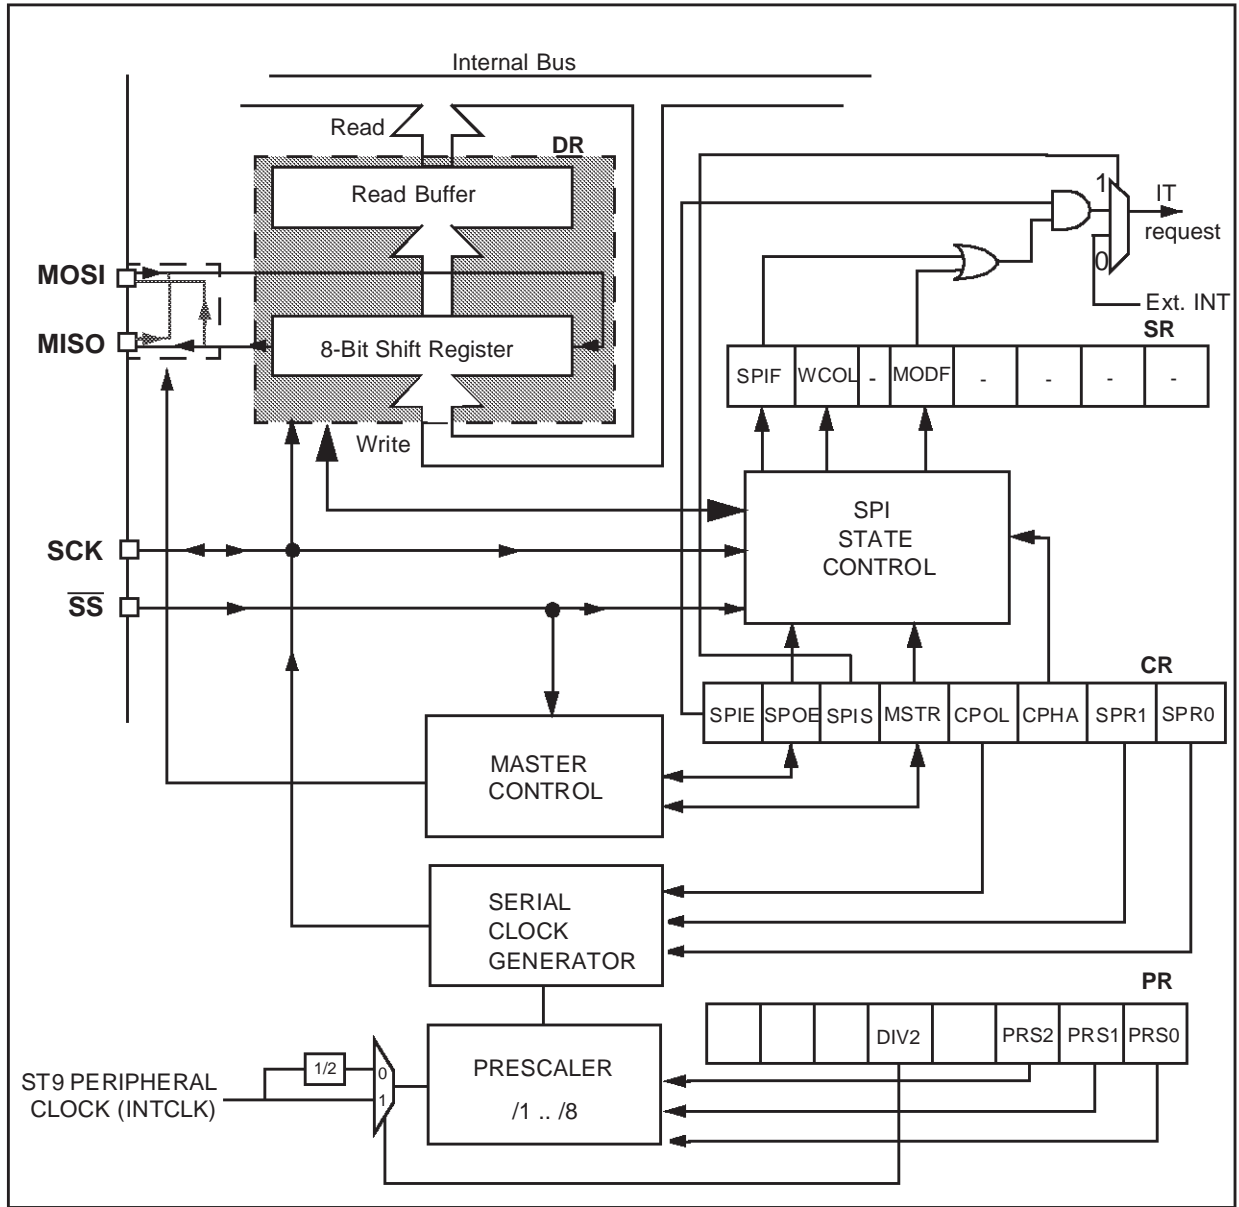 Internal Bus
Read
DR
Read Buffer
1
IT
request
MOSI
0
Ext. INT
SR
MISO
8-Bit Shift Register
SPIF WCOL - MODF - - - -
Write
SPI
STATE
CONTROL
SCK
SS
CR
SPIE SPOE SPIS MSTR CPOL CPHA SPR1 SPR0
MASTER
CONTROL
SERIAL
CLOCK
GENERATOR
PR
DIV2 PRS2 PRS1 PRS0
1/2
0
ST9 PERIPHERAL
CLOCK (INTCLK)
1
PRESCALER
/1 .. /8